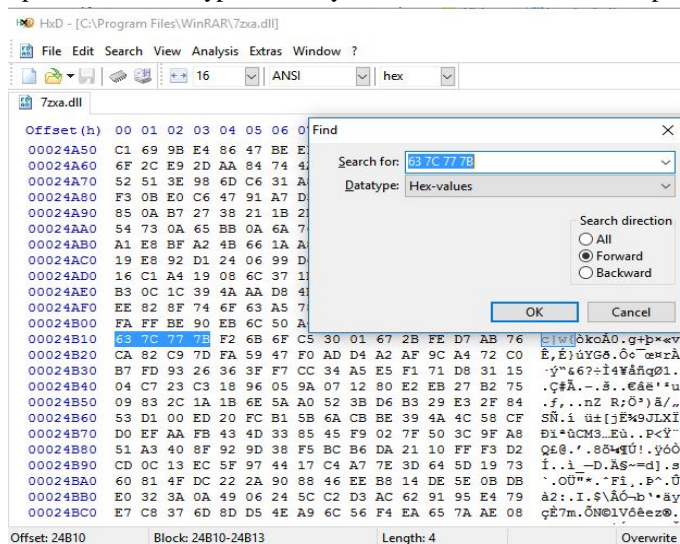 HxD - [C:\Program Files\WinRAR\7zxa.dll]
File Edit Search View Analysis Extras Window ?
16 ANSI hex
7zxa.dll
Offset(h) 00 01 02 03 04 05 06
00024A50 C1 69 9B E4 86 47 BE
00024A60 6F 2C E9 2D AA 84 74
00024A70 52 51 3E 98 6D C6 31
00024A80 F3 0B E0 C6 47 91 A7
00024A90 85 0A B7 27 38 21 1B
00024AA0 54 73 0A 65 BB 0A 6A
00024AB0 A1 E8 BF A2 4B 66 1A
00024AC0 19 E8 92 D1 24 06 99
00024AD0 16 C1 A4 19 08 6C 37
00024AE0 B3 0C 1C 39 4A AA D8
00024AF0 EE 82 8F 74 6F 63 A5
00024B00 FA FF BE 90 EB 6C 50
Find
Search for: 63 7C 77 7B
Datatype: Hex-values
Search direction
All
Forward
Backward
OK Cancel
00024B10 63 7C 77 7B F2 6B 6F C5 30 01 67 2B FE D7 AB 76 c|w{òkoÅ0.g+þ×«v
00024B20 CA 82 C9 7D FA 59 47 F0 AD D4 A2 AF 9C A4 72 C0
00024B30 B7 FD 93 26 36 3F F7 CC 34 A5 E5 F1 71 D8 31 15
00024B40 04 C7 23 C3 18 96 05 9A 07 12 80 E2 EB 27 B2 75
00024B50 09 83 2C 1A 1B 6E 5A A0 52 3B D6 B3 29 E3 2F 84
00024B60 53 D1 00 ED 20 FC B1 5B 6A CB BE 39 4A 4C 58 CF
00024B70 D0 EF AA FB 43 4D 33 85 45 F9 02 7F 50 3C 9F A8
00024B80 51 A3 40 8F 92 9D 38 F5 BC B6 DA 21 10 FF F3 D2
00024B90 CD 0C 13 EC 5F 97 44 17 C4 A7 7E 3D 64 5D 19 73
00024BA0 60 81 4F DC 22 2A 90 88 46 EE B8 14 DE 5E 0B DB
00024BB0 E0 32 3A 0A 49 06 24 5C C2 D3 AC 62 91 95 E4 79
00024BC0 E7 C8 37 6D 8D D5 4E A9 6C 56 F4 EA 65 7A AE 08
Offset: 24B10 Block: 24B10-24B13 Length: 4 Overwrite